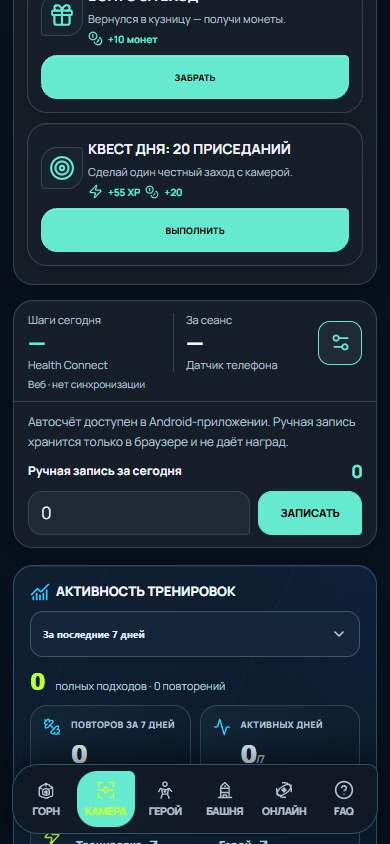 Вернулся в кузницу — получи монеты.
+10 монет
ЗАБРАТЬ
КВЕСТ ДНЯ: 20 ПРИСЕДАНИЙ
Сделай один честный заход с камерой.
+55 XP +20
ВЫПОЛНИТЬ
Шаги сегодня
—
Health Connect
Веб · нет синхронизации
За сеанс
—
Датчик телефона
Автосчёт доступен в Android-приложении. Ручная запись
хранится только в браузере и не даёт наград.
Ручная запись за сегодня 0
0 ЗАПИСАТЬ
АКТИВНОСТЬ ТРЕНИРОВОК
За последние 7 дней
0 полных подходов · 0 повторений
ПОВТОРОВ ЗА 7 ДНЕЙ
0
АКТИВНЫХ ДНЕЙ
0/7
ГОРН КАМЕРА ГЕРОЙ БАШНЯ ОНЛАЙН FAQ